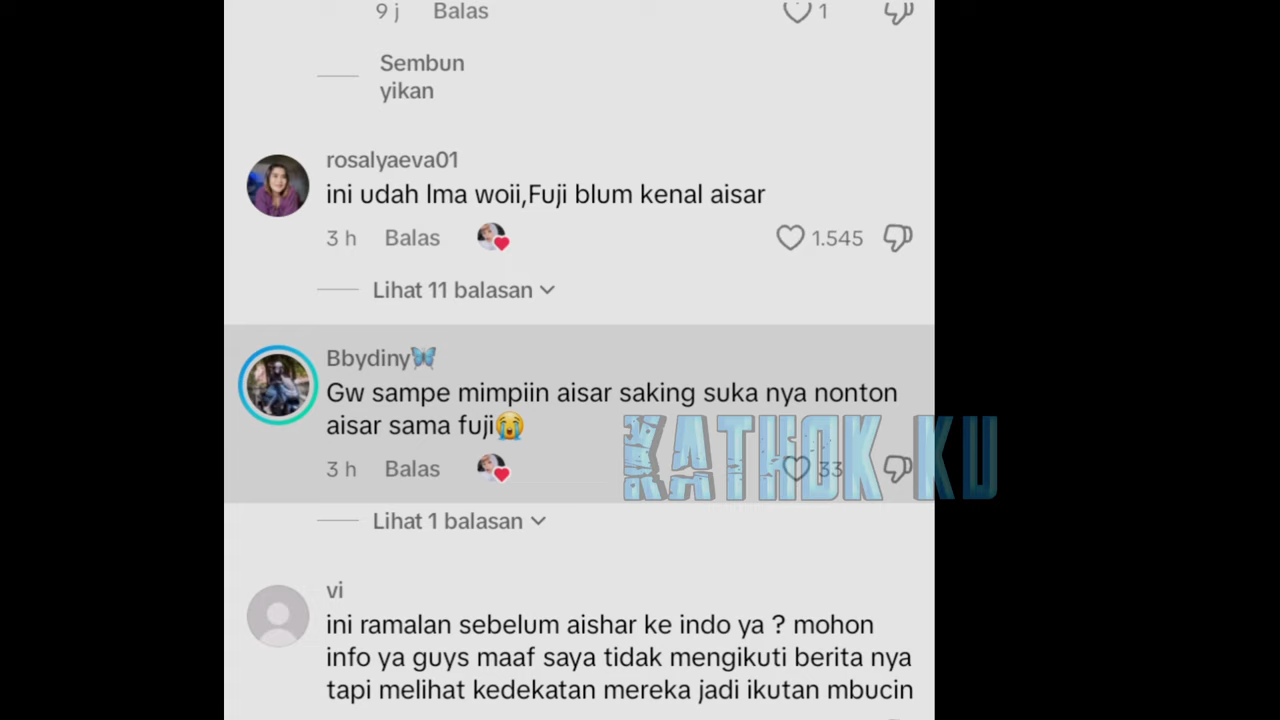 9 j Balas 1
Sembun
yikan
rosalyaeva01
ini udah lma woii,Fuji blum kenal aisar
3 h Balas 1.545
Lihat 11 balasan
Bbydiny🦋
Gw sampe mimpiin aisar saking suka nya nonton
aisar sama fuji😭
KATHOK KU
3 h Balas 33
Lihat 1 balasan
vi
ini ramalan sebelum aishar ke indo ya ? mohon
info ya guys maaf saya tidak mengikuti berita nya
tapi melihat kedekatan mereka jadi ikutan mbucin